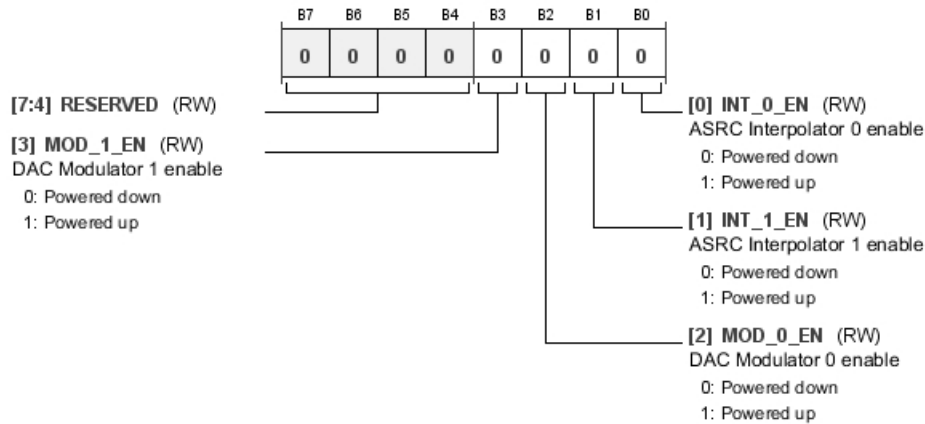 B7 B6 B5 B4 B3 B2 B1 B0
0 0 0 0 0 0 0 0
[7:4] RESERVED (RW)
[3] MOD_1_EN (RW)
DAC Modulator 1 enable
0: Powered down
1: Powered up
[0] INT_0_EN (RW)
ASRC Interpolator 0 enable
0: Powered down
1: Powered up
[1] INT_1_EN (RW)
ASRC Interpolator 1 enable
0: Powered down
1: Powered up
[2] MOD_0_EN (RW)
DAC Modulator 0 enable
0: Powered down
1: Powered up